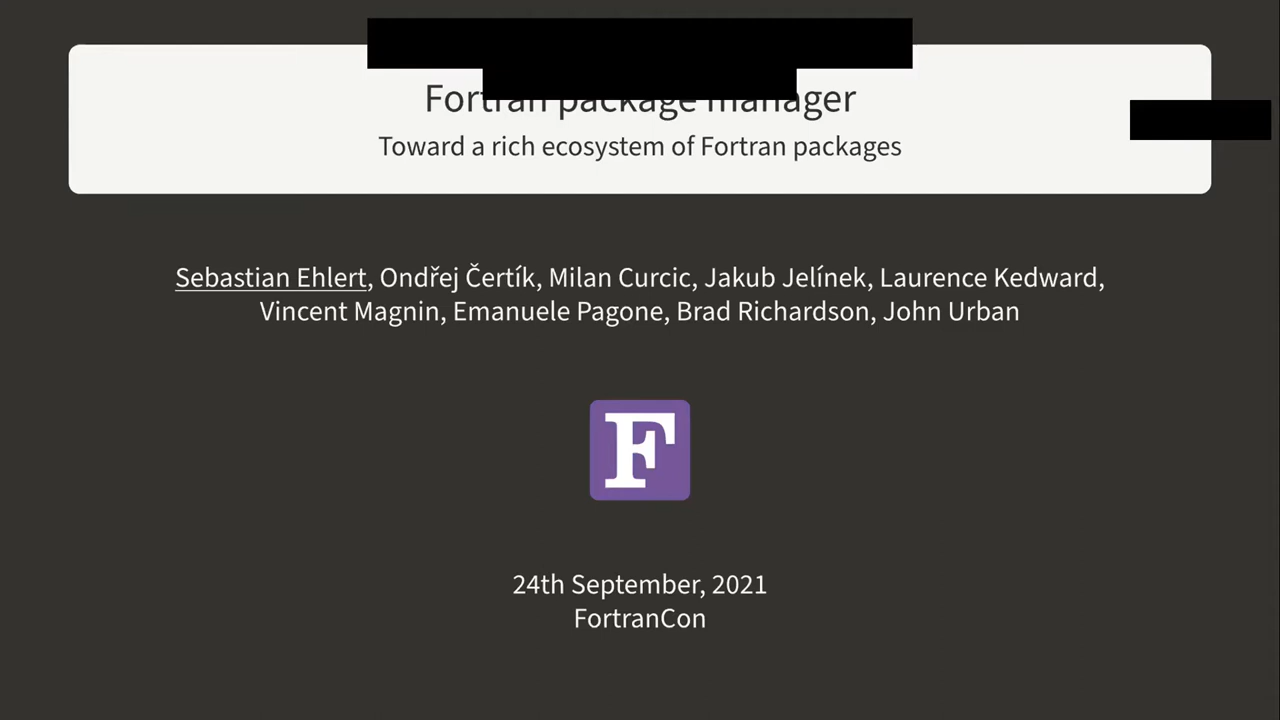 Fortran package manager
Toward a rich ecosystem of Fortran packages
Sebastian Ehlert, Ondřej Čertík, Milan Curcic, Jakub Jelínek, Laurence Kedward,
Vincent Magnin, Emanuele Pagone, Brad Richardson, John Urban
F
24th September, 2021
FortranCon